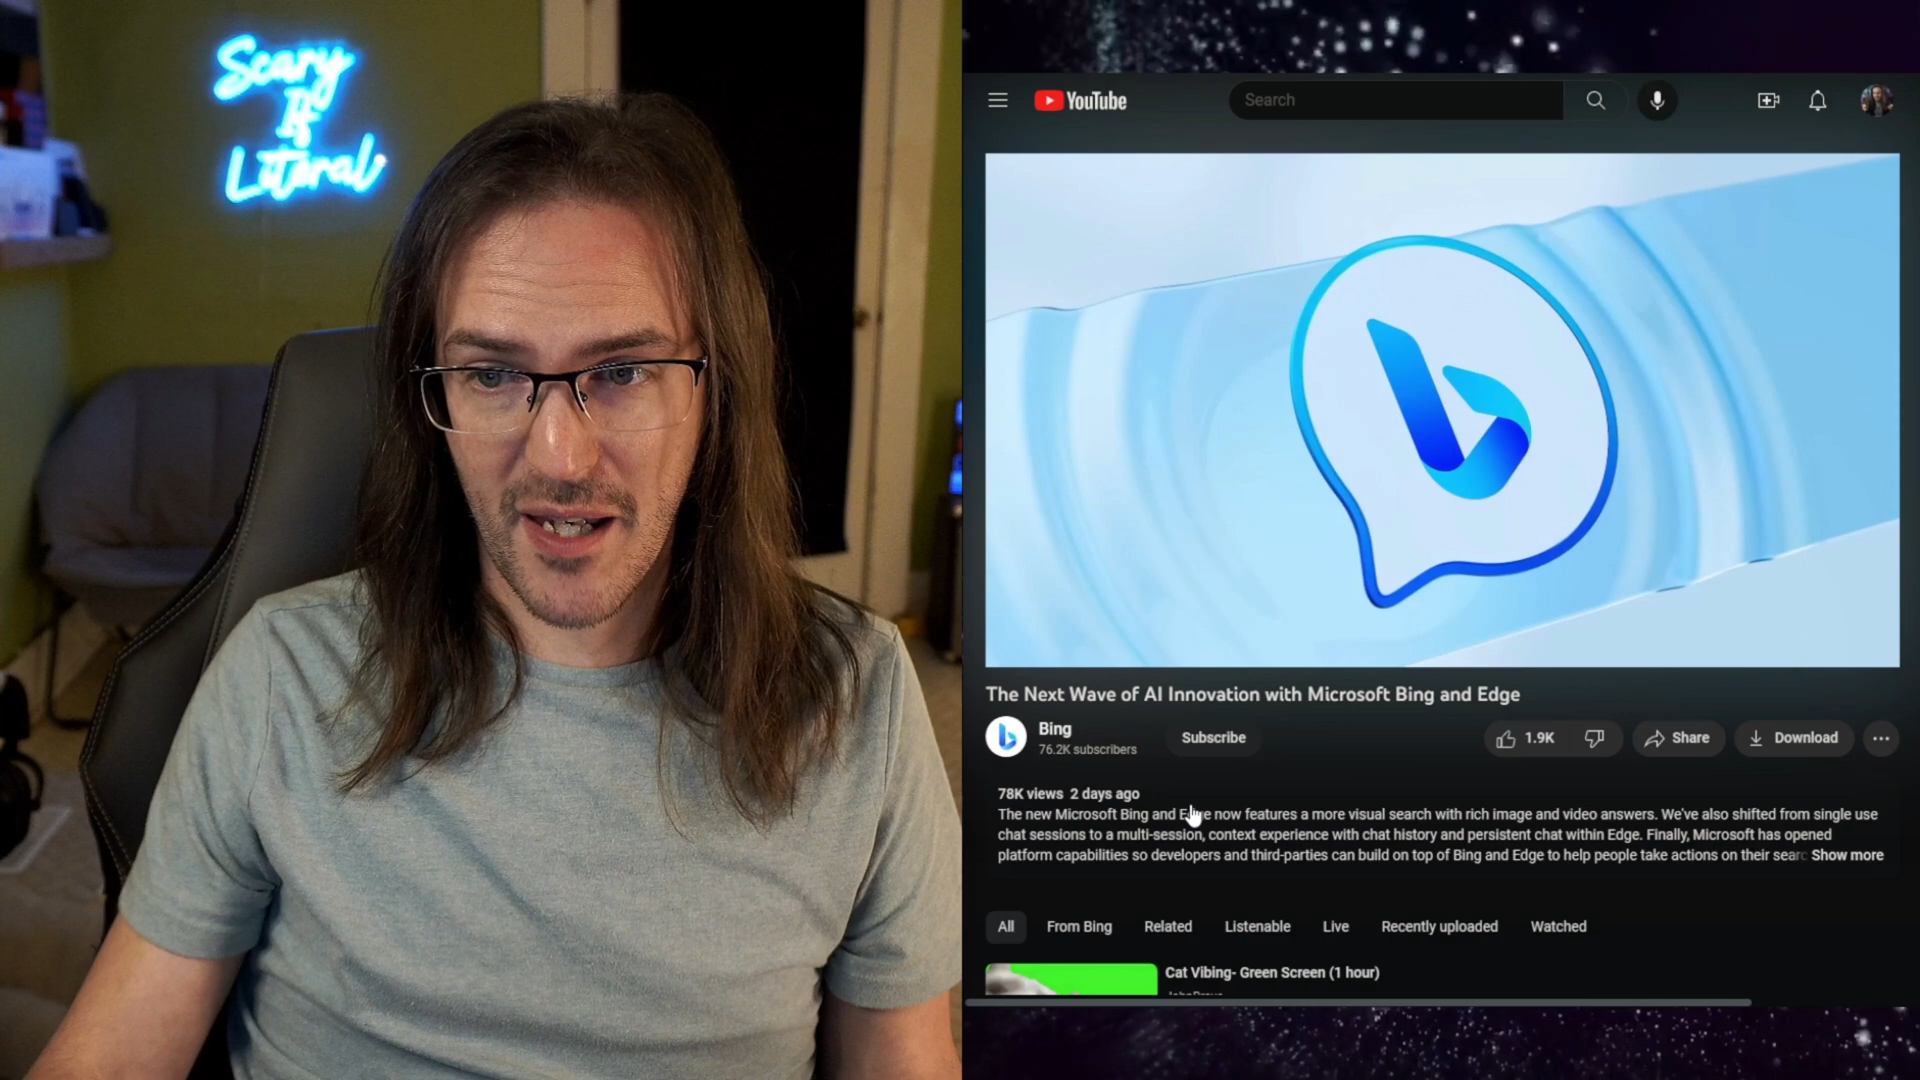 Scary
If
Literal
YouTube
Search
The Next Wave of AI Innovation with Microsoft Bing and Edge
Bing
76.2K subscribers
Subscribe
1.9K
Share
Download
78K views 2 days ago
The new Microsoft Bing and Edge now features a more visual search with rich image and video answers. We've also shifted from single use
chat sessions to a multi-session, context experience with chat history and persistent chat within Edge. Finally, Microsoft has opened
platform capabilities so developers and third-parties can build on top of Bing and Edge to help people take actions on their sear Show more
All
From Bing
Related
Listenable
Live
Recently uploaded
Watched
Cat Vibing- Green Screen (1 hour)